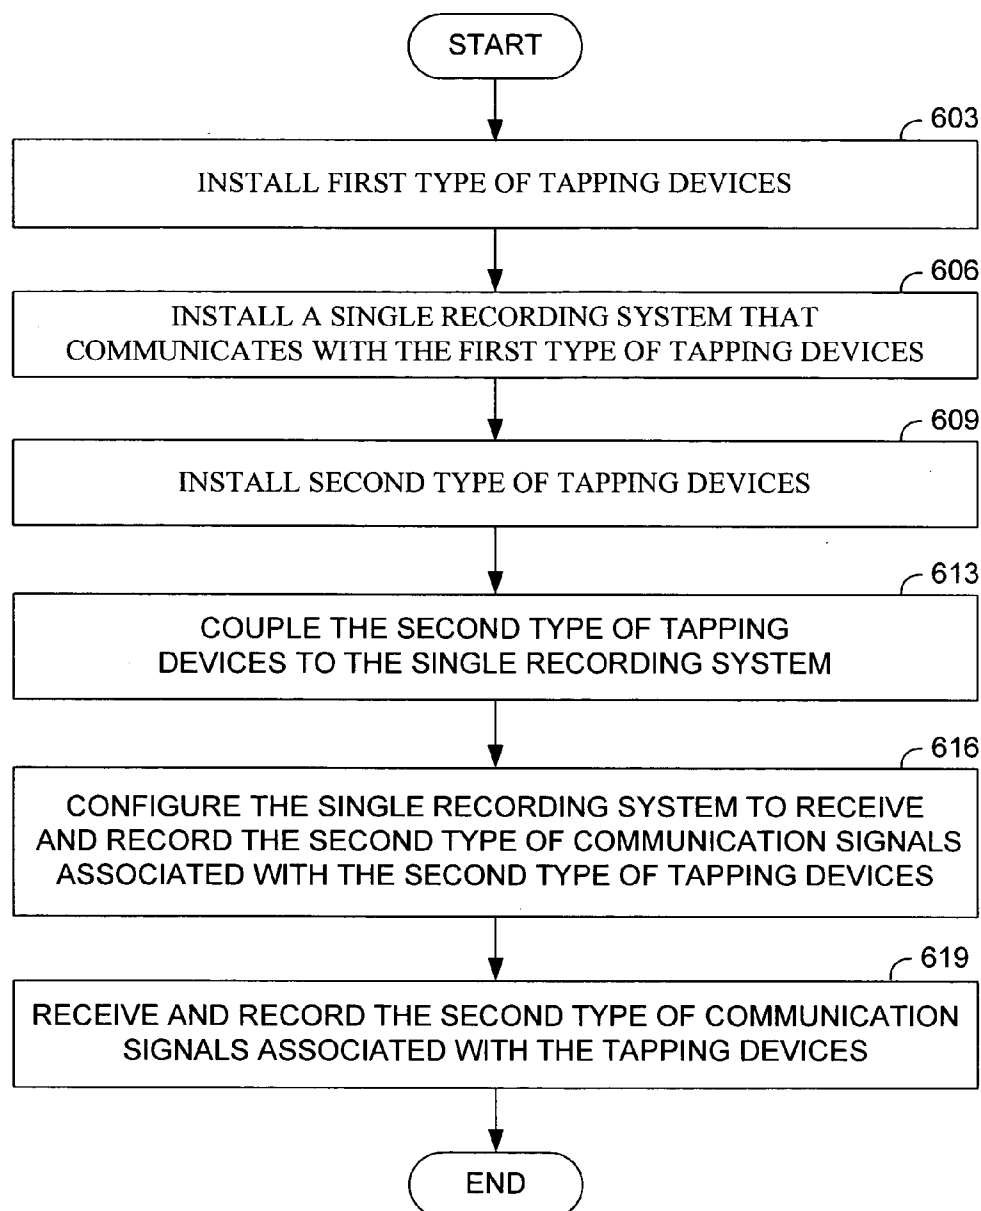 START
603
INSTALL FIRST TYPE OF TAPPING DEVICES
606
INSTALL A SINGLE RECORDING SYSTEM THAT
COMMUNICATES WITH THE FIRST TYPE OF TAPPING DEVICES
609
INSTALL SECOND TYPE OF TAPPING DEVICES
613
COUPLE THE SECOND TYPE OF TAPPING
DEVICES TO THE SINGLE RECORDING SYSTEM
616
CONFIGURE THE SINGLE RECORDING SYSTEM TO RECEIVE
AND RECORD THE SECOND TYPE OF COMMUNICATION SIGNALS
ASSOCIATED WITH THE SECOND TYPE OF TAPPING DEVICES
619
RECEIVE AND RECORD THE SECOND TYPE OF COMMUNICATION
SIGNALS ASSOCIATED WITH THE TAPPING DEVICES
END